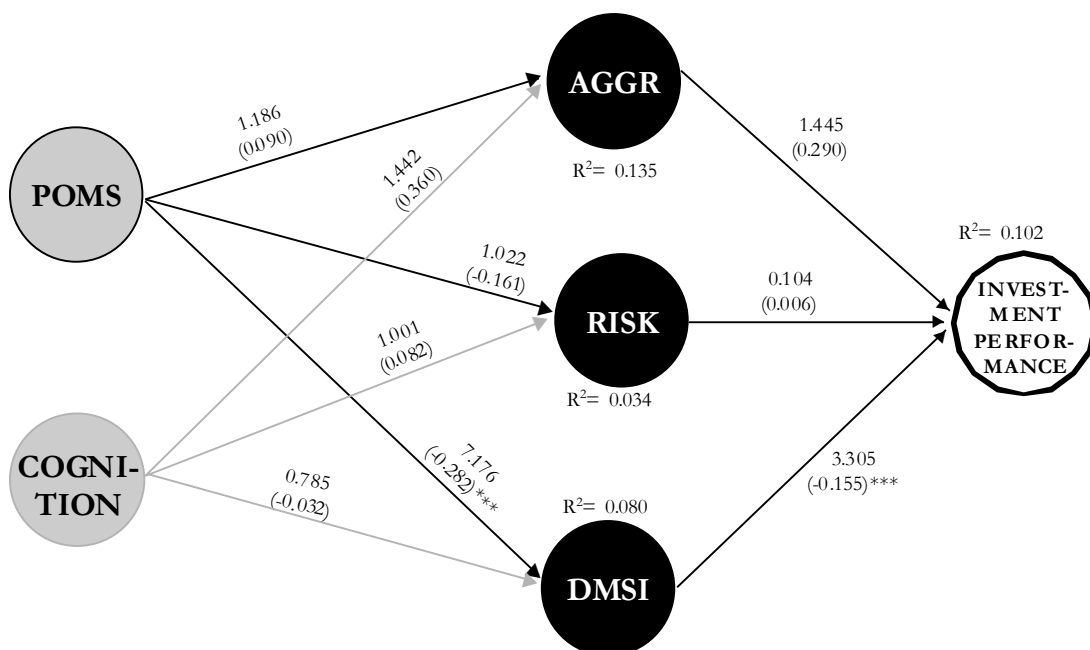 AGGR
1.186
(0.090)
1.442
(0.360)
1.445
(0.290)
R²= 0.135
POMS
R²= 0.102
1.022
(-0.161)
0.104
(0.006)
INVEST-
MENT
PERFOR-
MANCE
RISK
1.001
(0.082)
R²= 0.034
COGNI-
TION
0.785
(-0.032)
7.176
(-0.282)***
3.305
(-0.155)***
R²= 0.080
DMSI